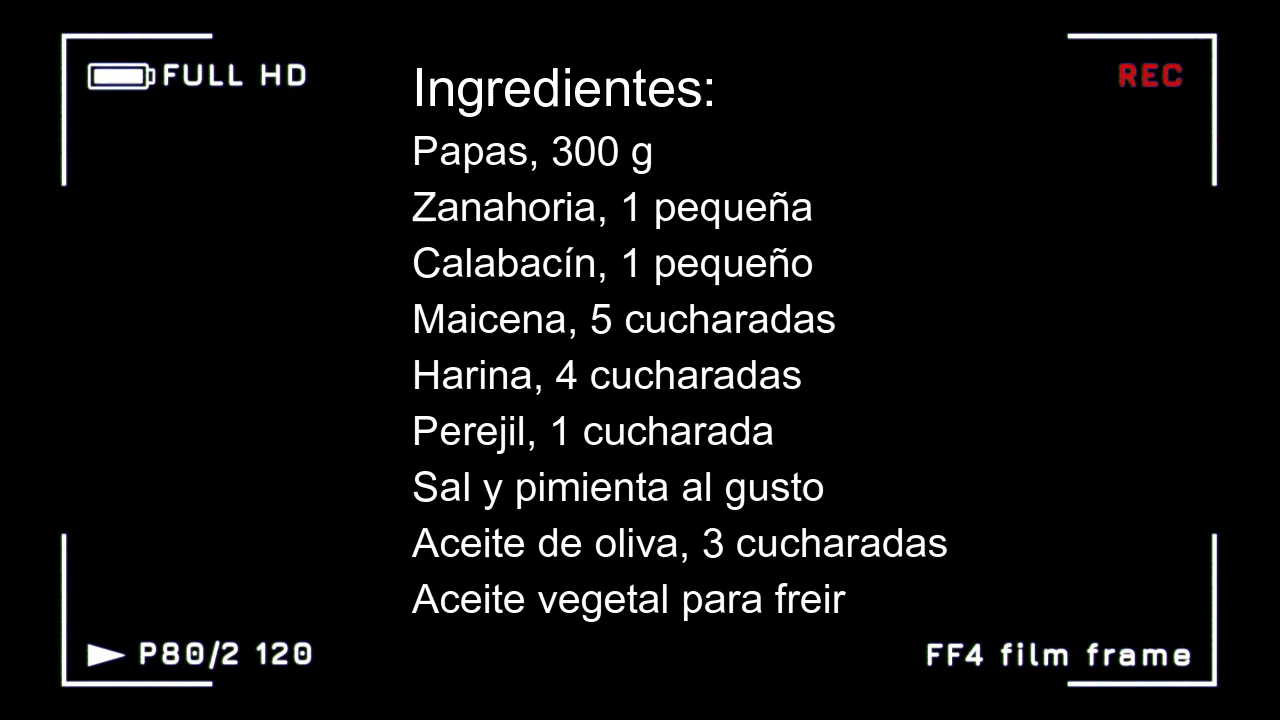 FULL HD
REC
Ingredientes:
Papas, 300 g
Zanahoria, 1 pequeña
Calabacín, 1 pequeño
Maicena, 5 cucharadas
Harina, 4 cucharadas
Perejil, 1 cucharada
Sal y pimienta al gusto
Aceite de oliva, 3 cucharadas
Aceite vegetal para freir
P80/2 120
FF4 film frame